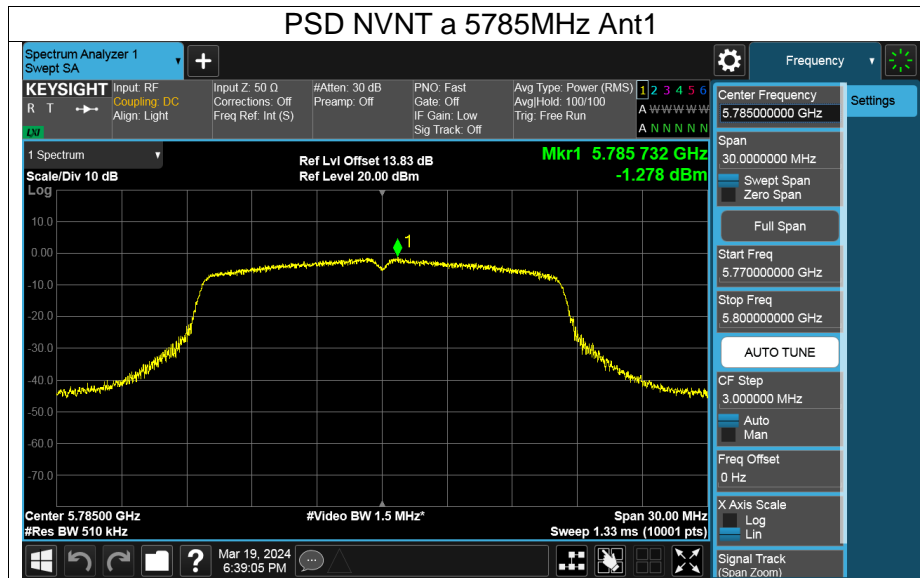 PSD NVNT a 5785MHz Ant1
Spectrum Analyzer 1
Swept SA
+
Frequency
KEYSIGHT
R T
LXI
Input: RF
Coupling: DC
Align: Light
Input Z: 50 Ω
Corrections: Off
Freq Ref: Int (S)
#Atten: 30 dB
Preamp: Off
PNO: Fast
Gate: Off
IF Gain: Low
Sig Track: Off
Avg Type: Power (RMS)
Avg|Hold: 100/100
Trig: Free Run
1 2 3 4 5 6
A W W W W W
A N N N N N
Center Frequency
5.785000000 GHz
Settings
Span
30.0000000 MHz
Swept Span
Zero Span
Full Span
Start Freq
5.770000000 GHz
Stop Freq
5.800000000 GHz
AUTO TUNE
CF Step
3.000000 MHz
Auto
Man
Freq Offset
0 Hz
X Axis Scale
Log
Lin
Signal Track
(Span Zoom)
1 Spectrum
Scale/Div 10 dB
Log
Ref Lvl Offset 13.83 dB
Ref Level 20.00 dBm
Mkr1 5.785 732 GHz
-1.278 dBm
1
10.0
0.00
-10.0
-20.0
-30.0
-40.0
-50.0
-60.0
-70.0
Center 5.78500 GHz
#Res BW 510 kHz
#Video BW 1.5 MHz*
Span 30.00 MHz
Sweep 1.33 ms (10001 pts)
?
Mar 19, 2024
6:39:05 PM